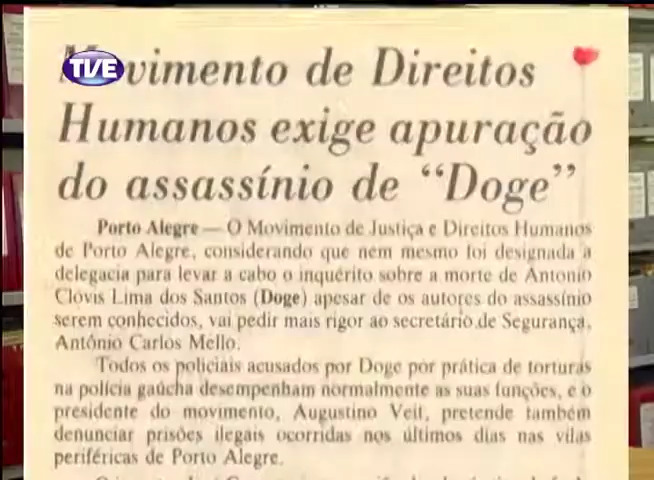 TVE
Movimento de Direitos
Humanos exige apuração
do assassínio de “Doge”
Porto Alegre — O Movimento de Justiça e Direitos Humanos
de Porto Alegre, considerando que nem mesmo foi designada a
delegacia para levar a cabo o inquérito sobre a morte de Antonio
Clovis Lima dos Santos (Doge) apesar de os autores do assassínio
serem conhecidos, vai pedir mais rigor ao secretário de Segurança,
Antônio Carlos Mello.
Todos os policiais acusados por Doge por prática de torturas
na polícia gaúcha desempenham normalmente as suas funções, e o
presidente do movimento, Augustino Veit, pretende também
denunciar prisões ilegais ocorridas nos últimos dias nas vilas
periféricas de Porto Alegre.